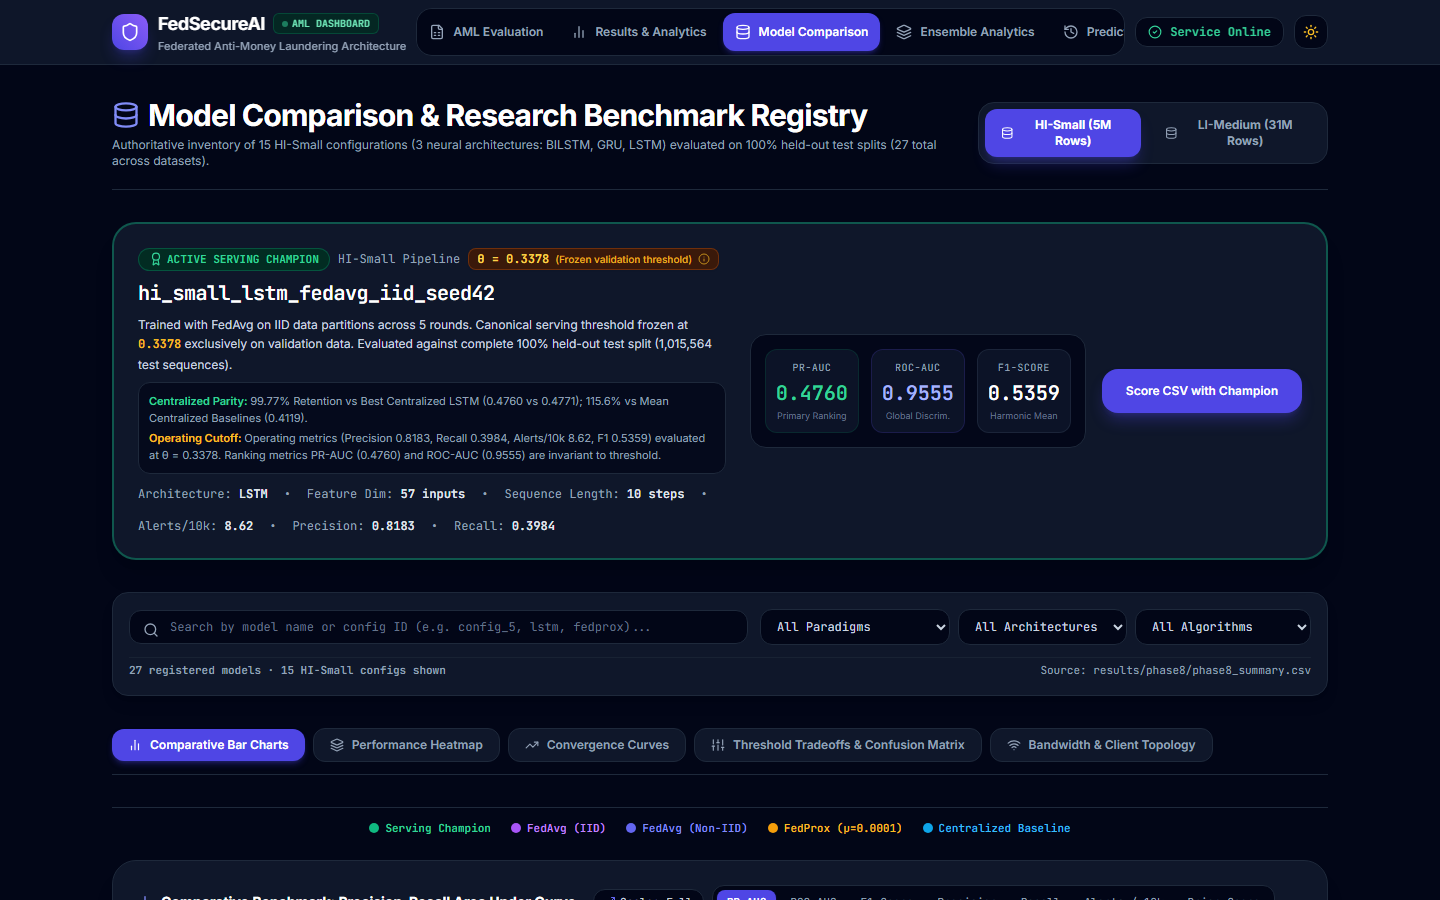 FedSecureAI
AML DASHBOARD
Federated Anti-Money Laundering Architecture
AML Evaluation
Results & Analytics
Model Comparison
Ensemble Analytics
Predic
Service Online
Model Comparison & Research Benchmark Registry
Authoritative inventory of 15 HI-Small configurations (3 neural architectures: BILSTM, GRU, LSTM) evaluated on 100% held-out test splits (27 total
across datasets).
HI-Small (5M
Rows)
LI-Medium (31M
Rows)
ACTIVE SERVING CHAMPION
HI-Small Pipeline
θ = 0.3378 (Frozen validation threshold)
hi_small_lstm_fedavg_iid_seed42
Trained with FedAvg on IID data partitions across 5 rounds. Canonical serving threshold frozen at
0.3378 exclusively on validation data. Evaluated against complete 100% held-out test split (1,015,564
test sequences).
Centralized Parity: 99.77% Retention vs Best Centralized LSTM (0.4760 vs 0.4771); 115.6% vs Mean
Centralized Baselines (0.4119).
Operating Cutoff: Operating metrics (Precision 0.8183, Recall 0.3984, Alerts/10k 8.62, F1 0.5359) evaluated
at θ = 0.3378. Ranking metrics PR-AUC (0.4760) and ROC-AUC (0.9555) are invariant to threshold.
Architecture: LSTM • Feature Dim: 57 inputs • Sequence Length: 10 steps •
Alerts/10k: 8.62 • Precision: 0.8183 • Recall: 0.3984
PR-AUC
0.4760
Primary Ranking
ROC-AUC
0.9555
Global Discrim.
F1-SCORE
0.5359
Harmonic Mean
Score CSV with Champion
Search by model name or config ID (e.g. config_5, lstm, fedprox)...
All Paradigms
All Architectures
All Algorithms
27 registered models · 15 HI-Small configs shown
Source: results/phase8/phase8_summary.csv
Comparative Bar Charts
Performance Heatmap
Convergence Curves
Threshold Tradeoffs & Confusion Matrix
Bandwidth & Client Topology
Serving Champion
FedAvg (IID)
FedAvg (Non-IID)
FedProx (μ=0.0001)
Centralized Baseline
Comparative Benchmark: Precision-Recall Area Under Curve
PR-AUC